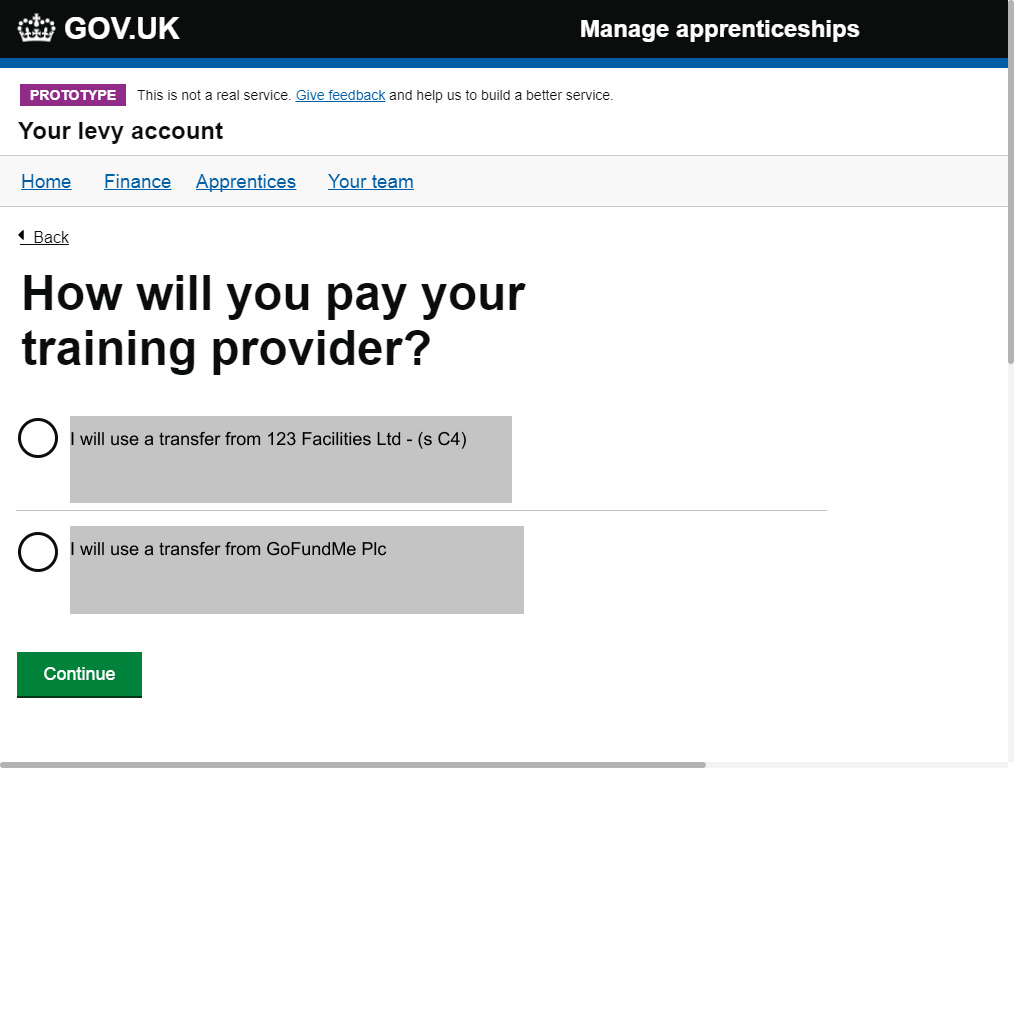 GOV.UK
Manage apprenticeships
PROTOTYPE This is not a real service. Give feedback and help us to build a better service.
Your levy account
Home Finance Apprentices Your team
Back
How will you pay your
training provider?
I will use a transfer from 123 Facilities Ltd - (s C4)
I will use a transfer from GoFundMe Plc
Continue